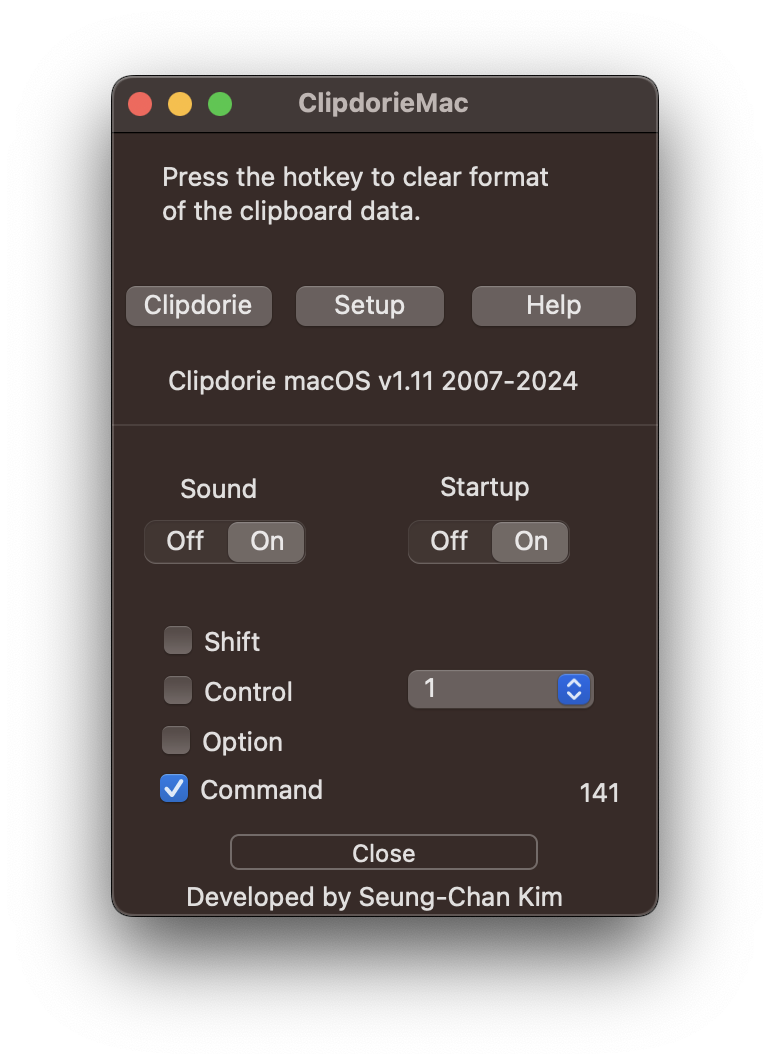 ClipdorieMac
Press the hotkey to clear format
of the clipboard data.
Clipdorie
Setup
Help
Clipdorie macOS v1.11 2007-2024
Sound
Startup
Off
On
Off
On
Shift
Control
1
Option
Command
141
Close
Developed by Seung-Chan Kim